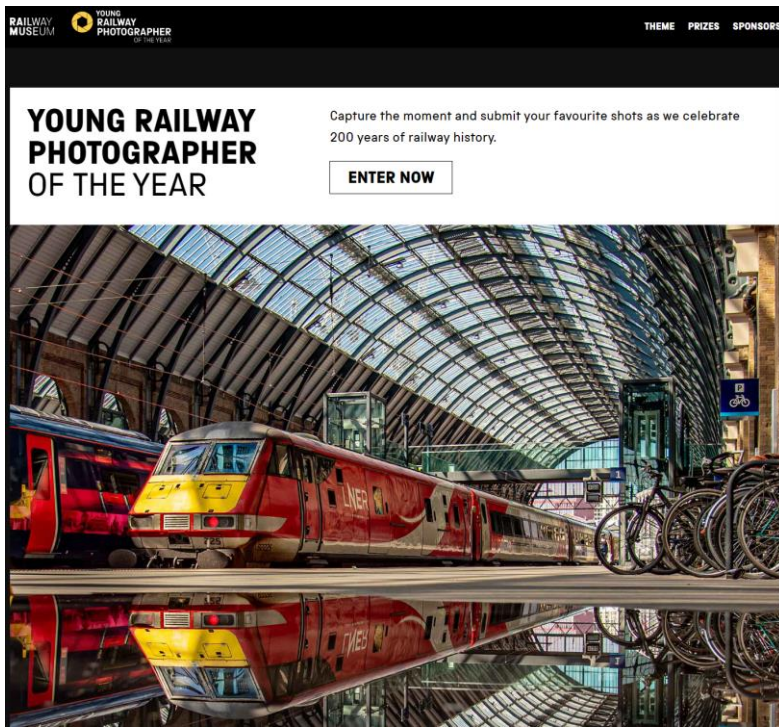 RAILWAY
MUSEUM
YOUNG
RAILWAY
PHOTOGRAPHER
OF THE YEAR
THEME PRIZES SPONSORS
YOUNG RAILWAY
PHOTOGRAPHER
OF THE YEAR
Capture the moment and submit your favourite shots as we celebrate
200 years of railway history.
ENTER NOW
P
LNER